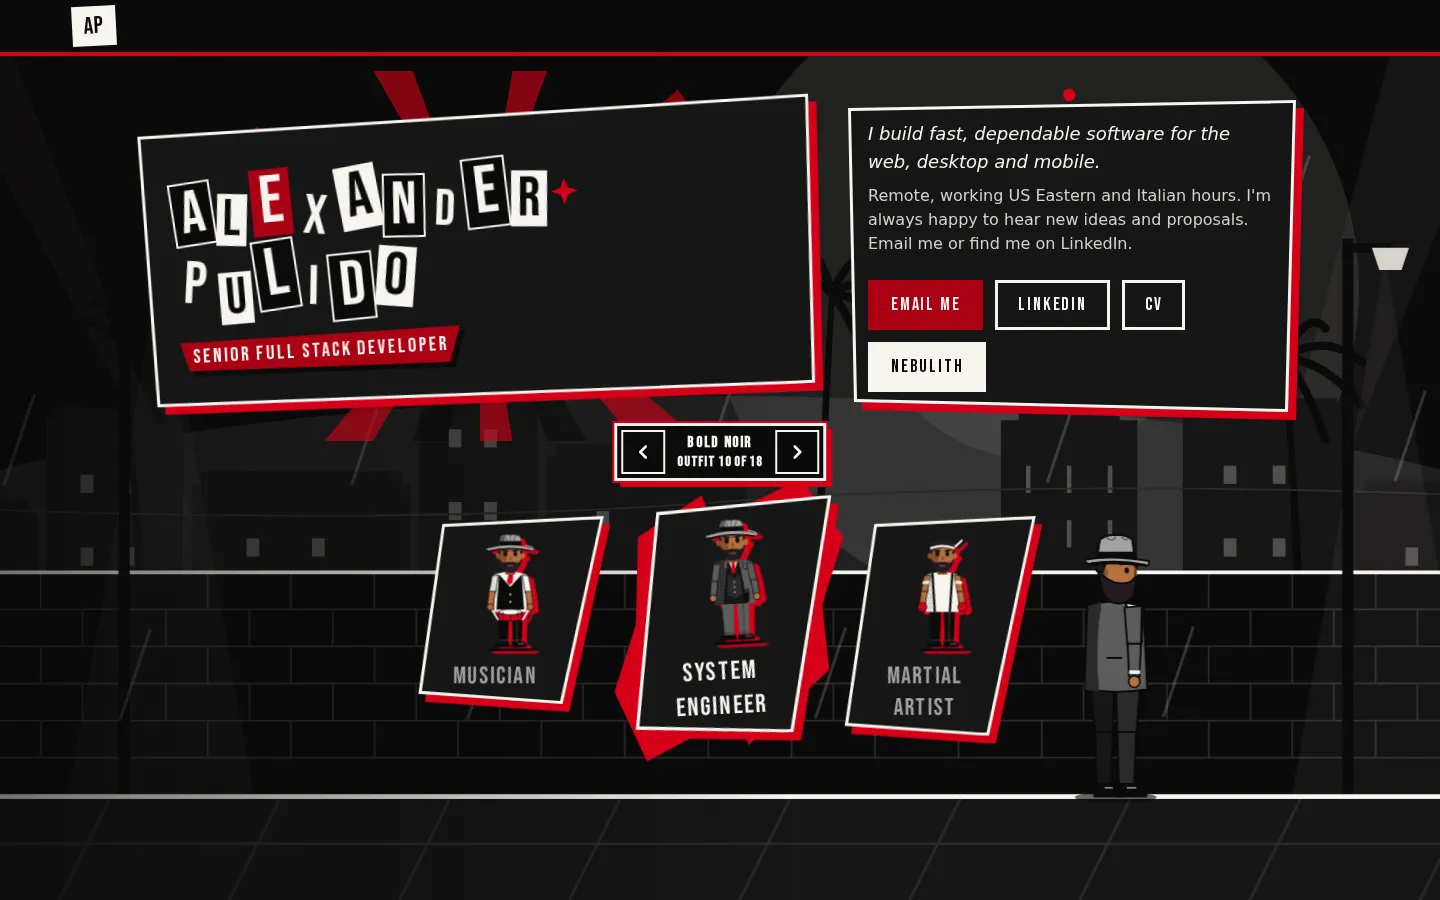 AP
ALEXANDER
PULIDO
SENIOR FULL STACK DEVELOPER
I build fast, dependable software for the
web, desktop and mobile.
Remote, working US Eastern and Italian hours. I'm
always happy to hear new ideas and proposals.
Email me or find me on LinkedIn.
EMAIL ME
LINKEDIN
CV
NEBULITH
BOLD NOIR
OUTFIT 10 OF 18
MUSICIAN
SYSTEM
ENGINEER
MARTIAL
ARTIST